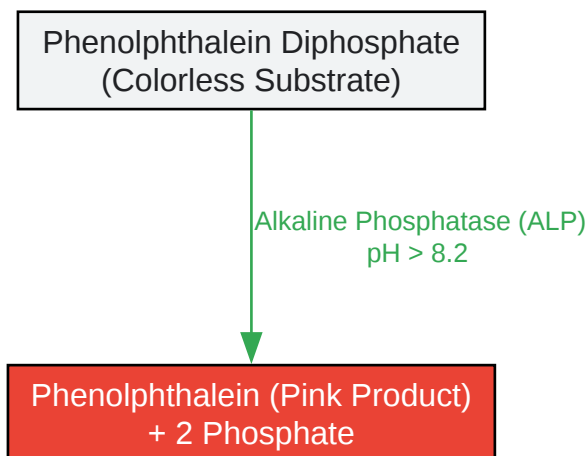 Phenolphthalein Diphosphate
(Colorless Substrate)
Alkaline Phosphatase (ALP)
pH > 8.2
Phenolphthalein (Pink Product)
+ 2 Phosphate